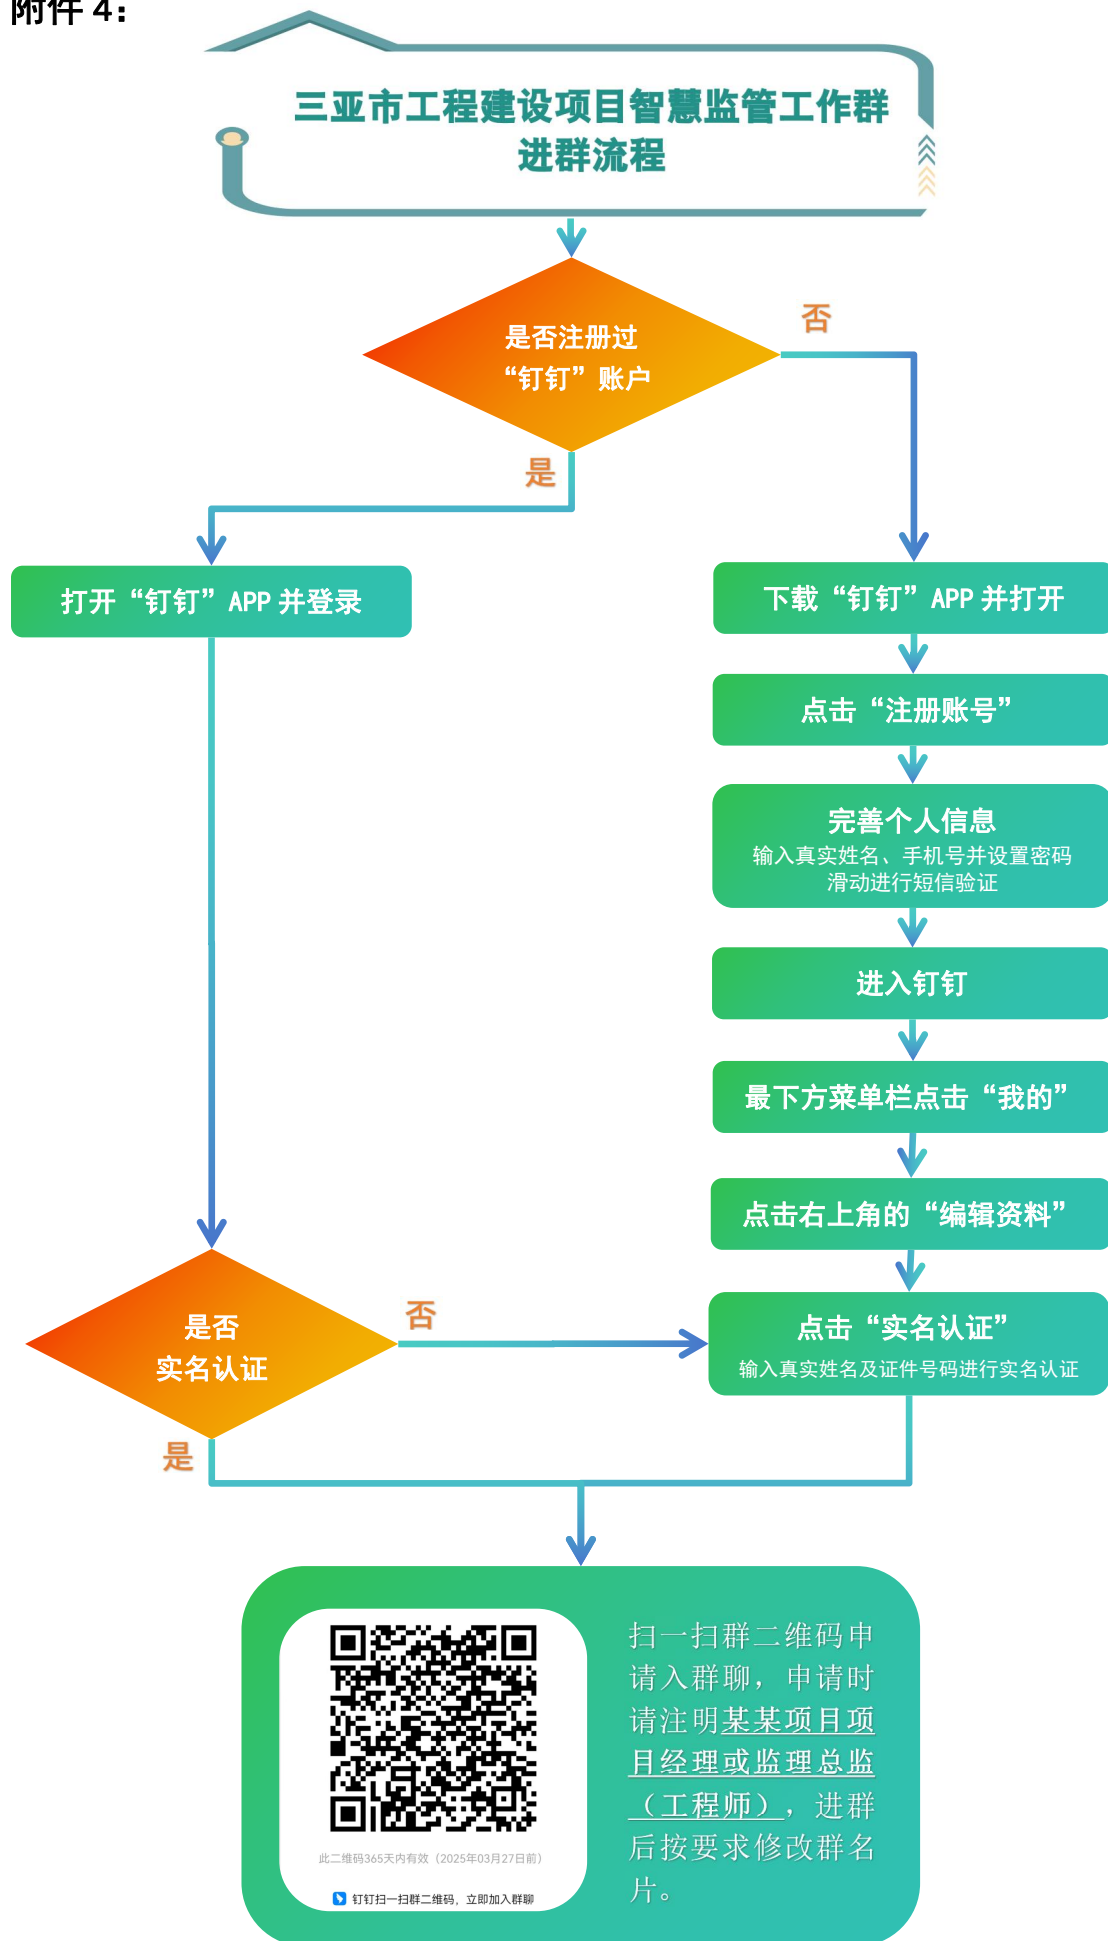 附件 4：
三亚市工程建设项目智慧监管工作群
进群流程
是否注册过
“钉钉”账户
否
是
打开“钉钉”APP 并登录
下载“钉钉”APP 并打开
点击“注册账号”
完善个人信息
输入真实姓名、手机号并设置密码
滑动进行短信验证
进入钉钉
最下方菜单栏点击“我的”
点击右上角的“编辑资料”
是否
实名认证
否
点击“实名认证”
输入真实姓名及证件号码进行实名认证
是
扫一扫群二维码申
请入群聊，申请时
请注明某某项目项
目经理或监理总监
（工程师），进群
后按要求修改群名
片。
此二维码365天内有效（2025年03月27日前）
钉钉扫一扫群二维码，立即加入群聊